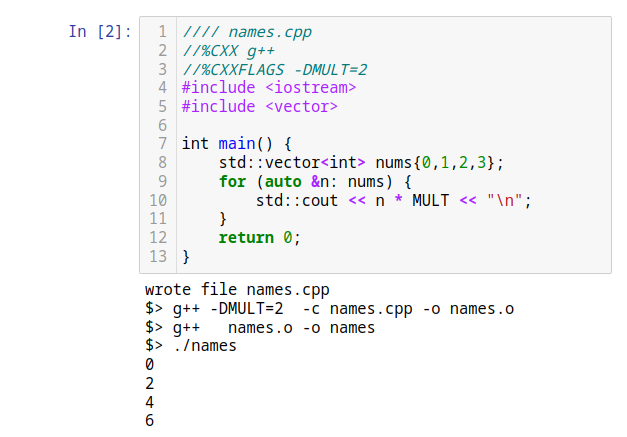 In [2]:
1 //// names.cpp
2 //%CXX g++
3 //%CXXFLAGS -DMULT=2
4 #include <iostream>
5 #include <vector>
6
7 int main() {
8     std::vector<int> nums{0,1,2,3};
9     for (auto &n: nums) {
10         std::cout << n * MULT << "\n";
11     }
12     return 0;
13 }
wrote file names.cpp
$> g++ -DMULT=2  -c names.cpp -o names.o
$> g++   names.o -o names
$> ./names
0
2
4
6